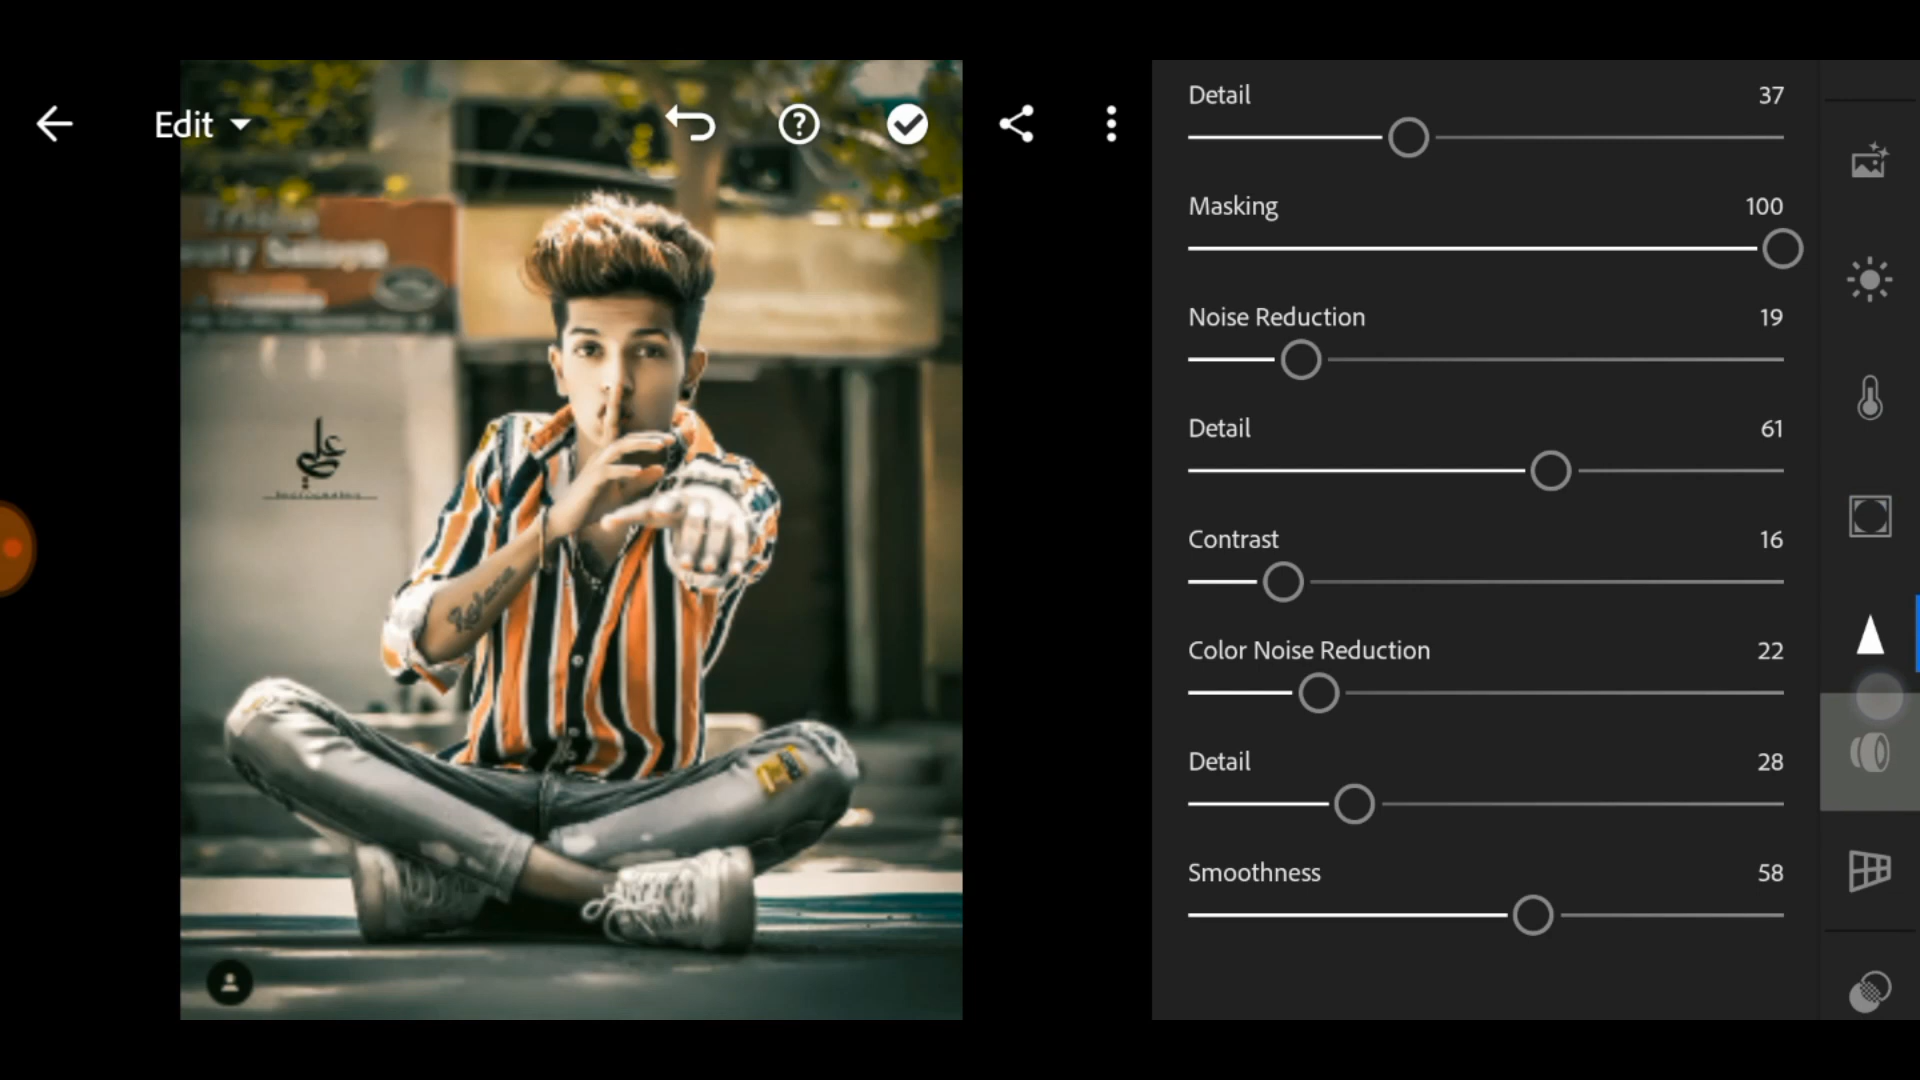 Edit
Detail 37
Masking 100
Noise Reduction 19
Detail 61
Contrast 16
Color Noise Reduction 22
Detail 28
Smoothness 58
علي